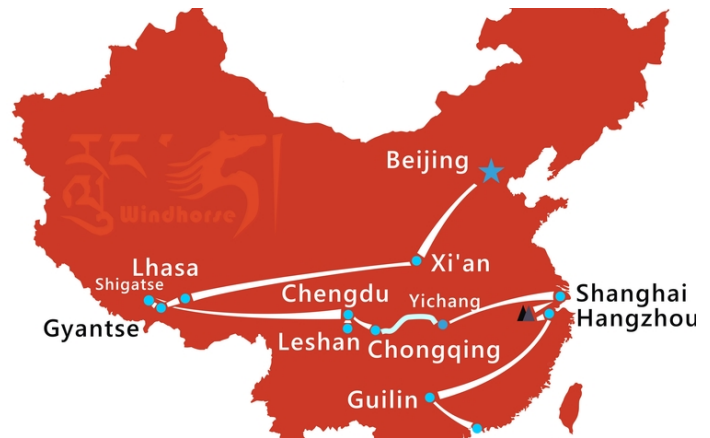 Beijing
རླུང་
རྟ
Windhorse
Xi'an
Lhasa
Shigatse
Gyantse
Chengdu
Yichang
Shanghai
Hangzhou
Leshan
Chongqing
Guilin